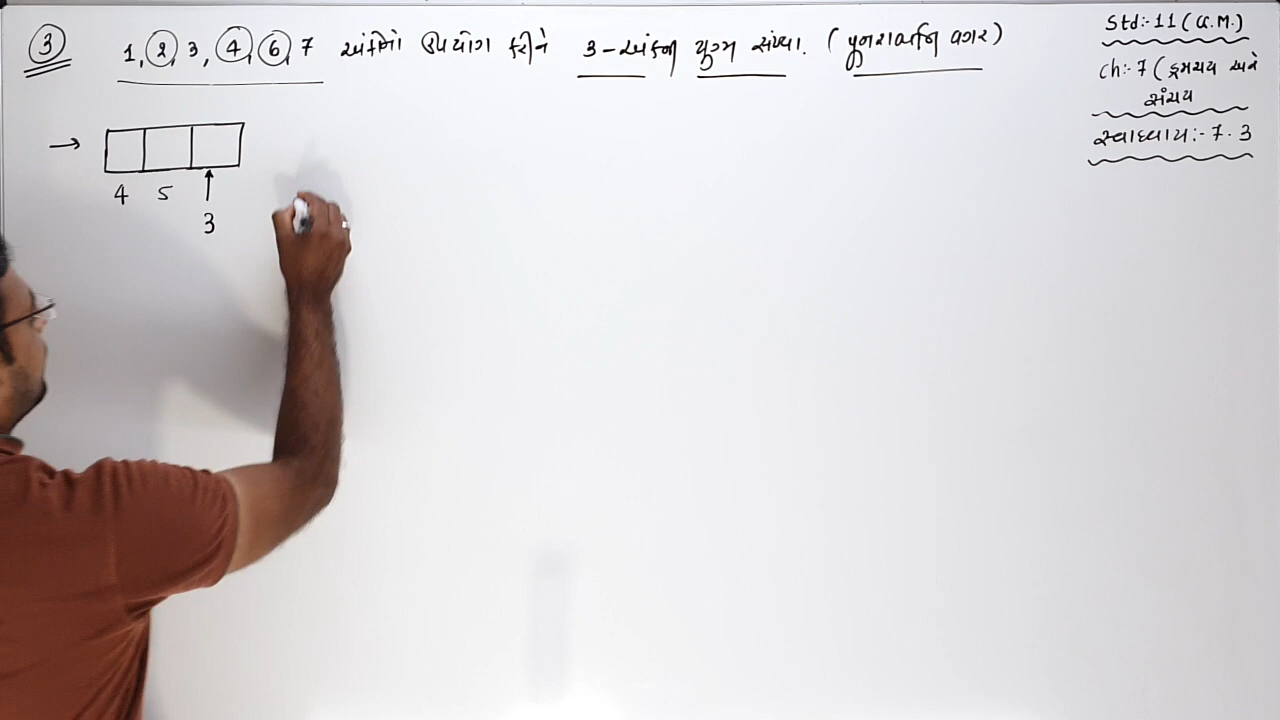 ③ 1, 2, 3, 4, 6, 7 અંકોનો ઉપયોગ કરીને 3-અંકની યુગ્મ સંખ્યા. (પુનરાવર્તન વગર)
→
4 5 ↑
3
Std:- 11 (G.M.)
ch:- 7 (ક્રમચય અને
સંચય
સ્વાધ્યાય:- 7.3